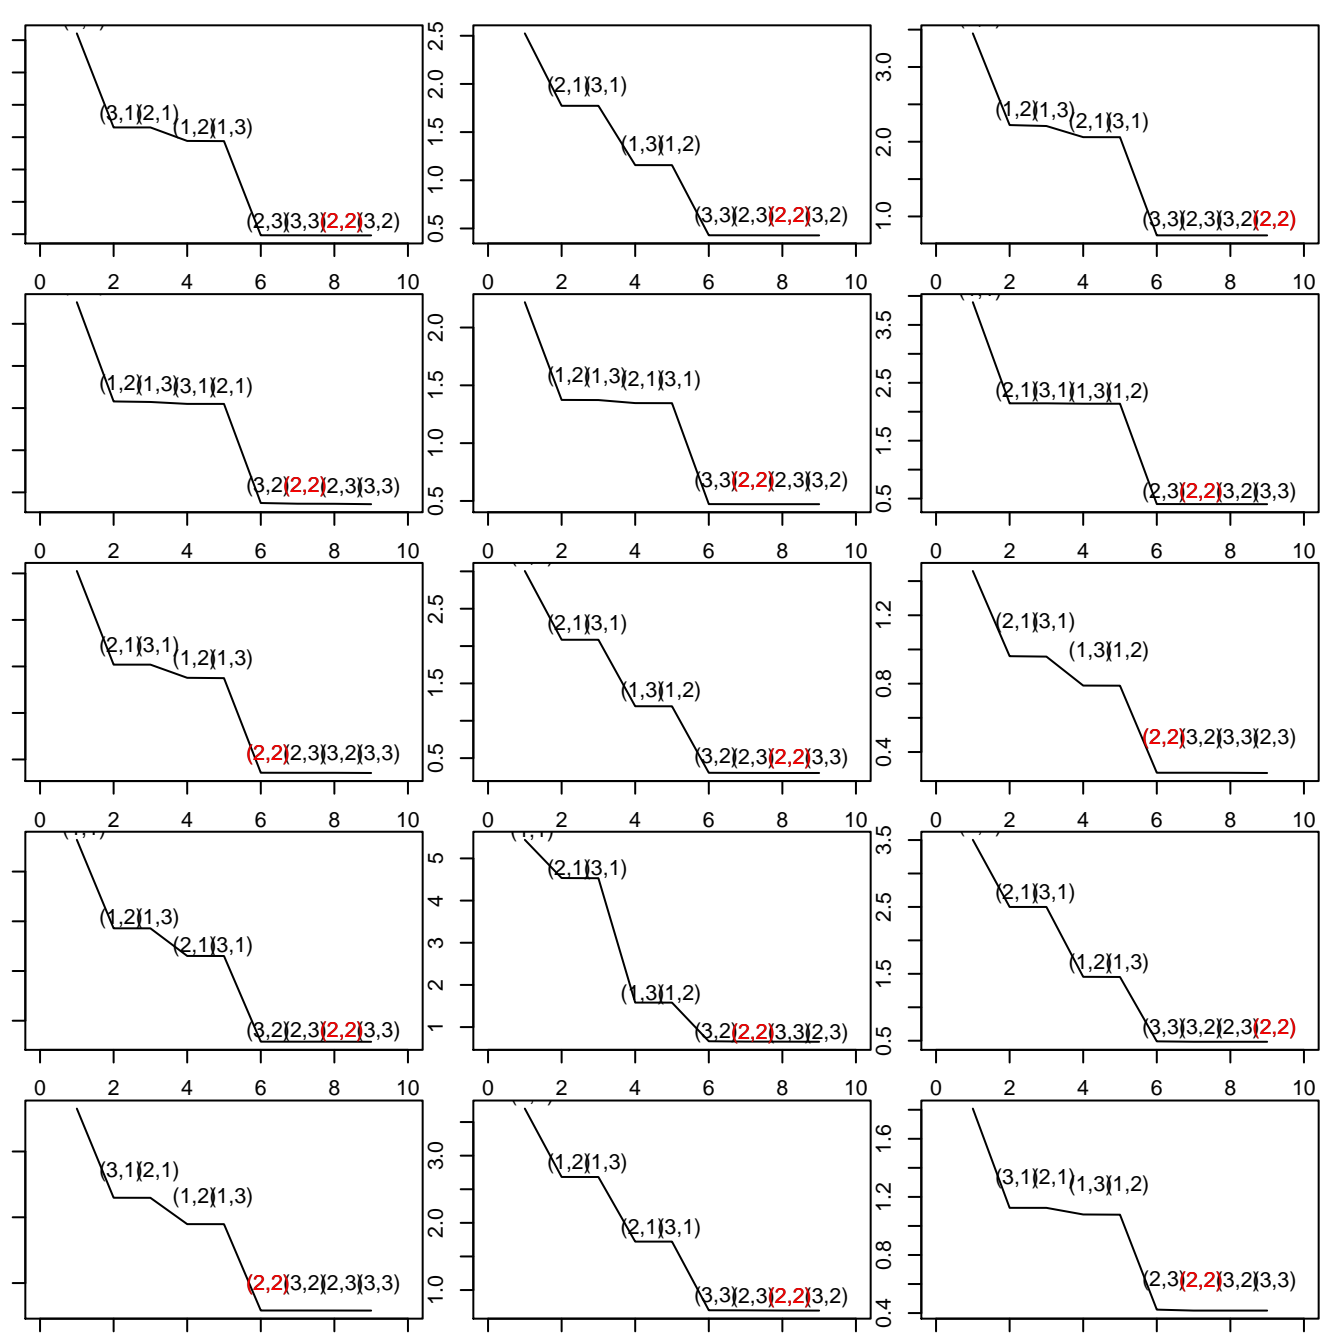 2.5 2.0 1.5 1.0 0.5
3.0 2.0 1.0
(3,1)(2,1)(1,2)(1,3)
(2,3)(3,3)(2,2)(3,2)
(2,1)(3,1)
(1,3)(1,2)
(3,3)(2,3)(2,2)(3,2)
(1,2)(1,3)(2,1)(3,1)
(3,3)(2,3)(3,2)(2,2)
0 2 4 6 8 10
0 2 4 6 8 10
0 2 4 6 8 10
2.0 1.5 1.0 0.5
3.5 2.5 1.5 0.5
(1,2)(1,3)(3,1)(2,1)
(3,2)(2,2)(2,3)(3,3)
(1,2)(1,3)(2,1)(3,1)
(3,3)(2,2)(2,3)(3,2)
(2,1)(3,1)(1,3)(1,2)
(2,3)(2,2)(3,2)(3,3)
0 2 4 6 8 10
0 2 4 6 8 10
0 2 4 6 8 10
2.5 1.5 0.5
1.2 0.8 0.4
(2,1)(3,1)(1,2)(1,3)
(2,2)(2,3)(3,2)(3,3)
(2,1)(3,1)
(1,3)(1,2)
(3,2)(2,3)(2,2)(3,3)
(2,1)(3,1)
(1,3)(1,2)
(2,2)(3,2)(3,3)(2,3)
0 2 4 6 8 10
0 2 4 6 8 10
0 2 4 6 8 10
5 4 3 2 1
3.5 2.5 1.5 0.5
(1,2)(1,3)
(2,1)(3,1)
(3,2)(2,3)(2,2)(3,3)
(2,1)(3,1)
(1,3)(1,2)
(3,2)(2,2)(3,3)(2,3)
(2,1)(3,1)
(1,2)(1,3)
(3,3)(3,2)(2,3)(2,2)
0 2 4 6 8 10
0 2 4 6 8 10
0 2 4 6 8 10
3.0 2.0 1.0
1.6 1.2 0.8 0.4
(3,1)(2,1)
(1,2)(1,3)
(2,2)(3,2)(2,3)(3,3)
(1,2)(1,3)
(2,1)(3,1)
(3,3)(2,3)(2,2)(3,2)
(3,1)(2,1)(1,3)(1,2)
(2,3)(2,2)(3,2)(3,3)